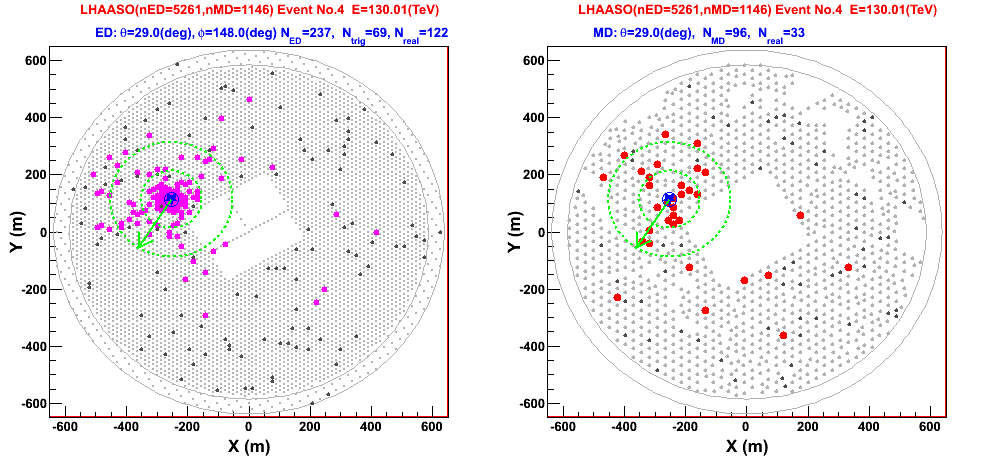 LHAASO(nED=5261,nMD=1146) Event No.4 E=130.01(TeV)
ED: θ=29.0(deg), ϕ=148.0(deg) N_ED=237, N_trig=69, N_real=122
600
400
200
0
-200
-400
-600
Y (m)
-600 -400 -200 0 200 400 600
X (m)
LHAASO(nED=5261,nMD=1146) Event No.4 E=130.01(TeV)
MD: θ=29.0(deg), N_MD=96, N_real=33
600
400
200
0
-200
-400
-600
Y (m)
-600 -400 -200 0 200 400 600
X (m)